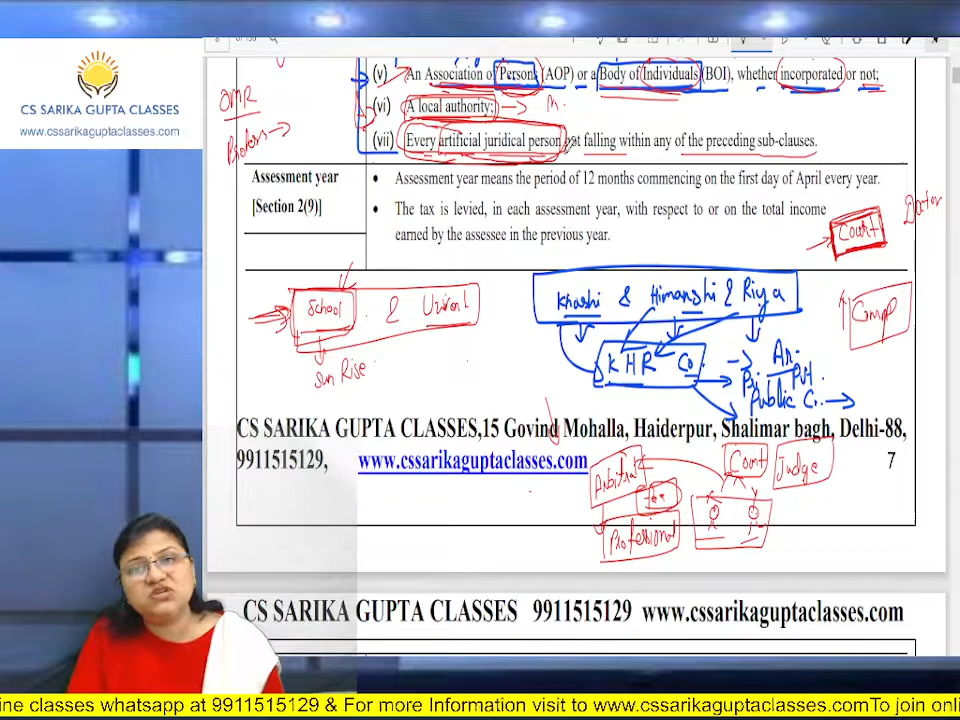 CS SARIKA GUPTA CLASSES
www.cssarikaguptaclasses.com
OMR
(v) An Association of Persons (AOP) or a Body of Individuals (BOI), whether incorporated or not;
(vi) A local authority; → m.
(vii) Every artificial juridical person not falling within any of the preceding sub-clauses.
Assessment year
[Section 2(9)]
• Assessment year means the period of 12 months commencing on the first day of April every year.
• The tax is levied, in each assessment year, with respect to or on the total income
earned by the assessee in the previous year.
Court
Doctor
School &
Sun Rise
Khashi & Himanshi & Riya
KHR Co.
Public C.
CS SARIKA GUPTA CLASSES,15 Govind Mohalla, Haiderpur, Shalimar bagh, Delhi-88,
9911515129, www.cssarikaguptaclasses.com 7
Court Judge
Professional
CS SARIKA GUPTA CLASSES 9911515129 www.cssarikaguptaclasses.com
ine classes whatsapp at 9911515129 & For more Information visit to www.cssarikaguptaclasses.comTo join onli